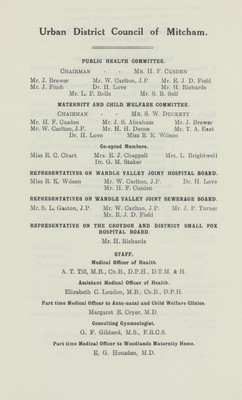 Urban District Council of Mitcham.
PUBLIC HEALTH COMMITTEE.
CHAIRMAN - - MR. H. F. CUSDEN
Mr. J. Brewer Mr. W. Carlton, J.P. Mr. E. J. D. Field
Mr. J. Fitch Dr. H. Love Mr. H. Richards
Mr. L. F. Rolls Mr. S. R. Self
MATERNITY AND CHILD WELFARE COMMITTEE.
CHAIRMAN - - MR. S. W. DUCKETT
Mr. H. F. Cusden Mr. J. S. Abraham Mr. J. Brewer
Mr. W. Carlton, J.P. Mr. H. H. Dance Mr. T. A. East
Dr. H. Love Miss R. K. Wilson
Co-opted Members.
Miss E. C. Chart Mrs. E. J. Chappell Mrs. L. Brightwell
Dr. G. M. Stoker
REPRESENTATIVES ON WANDLE VALLEY JOINT HOSPITAL BOARD.
Miss R. K. Wilson Mr. W. Carlton, J.P. Dr. H. Love
Mr. H. F. Cusden
REPRESENTATIVES ON WANDLE VALLEY JOINT SEWERAGE BOARD.
Mr. S. L. Gaston, J.P. Mr. W. Carlton, J.P. Mr. J. P. Turner
Mr. E. J. D. Field
REPRESENTATIVE ON THE CROYDON AND DISTRICT SMALL POX
HOSPITAL BOARD.
Mr. H. Richards
STAFF.
Medical Officer of Health.
A. T. Till, M.B., Ch.B., D.P.H., D.T.M. & H.
Assistant Medical Officer of Health.
Elizabeth C. Loudon, M.B., Ch.B., D.P.H.
Part time Medical Officer to Ante-natal and Child Welfare Clinics.
Margaret E. Cryer, M.D.
Consulting Gynæcologist.
G. F. Gibberd, M.S., F.R.C.S.
Part time Medical Officer to Woodlands Maternity Home.
E. G. Housden, M.D.